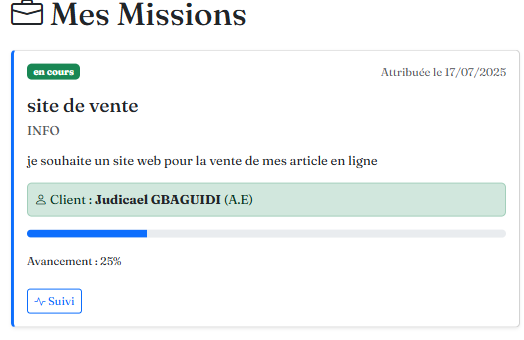 Mes Missions
en cours
Attribuée le 17/07/2025
site de vente
INFO
je souhaite un site web pour la vente de mes article en ligne
Client : Judicael GBAGUIDI (A.E)
Avancement : 25%
Suivi